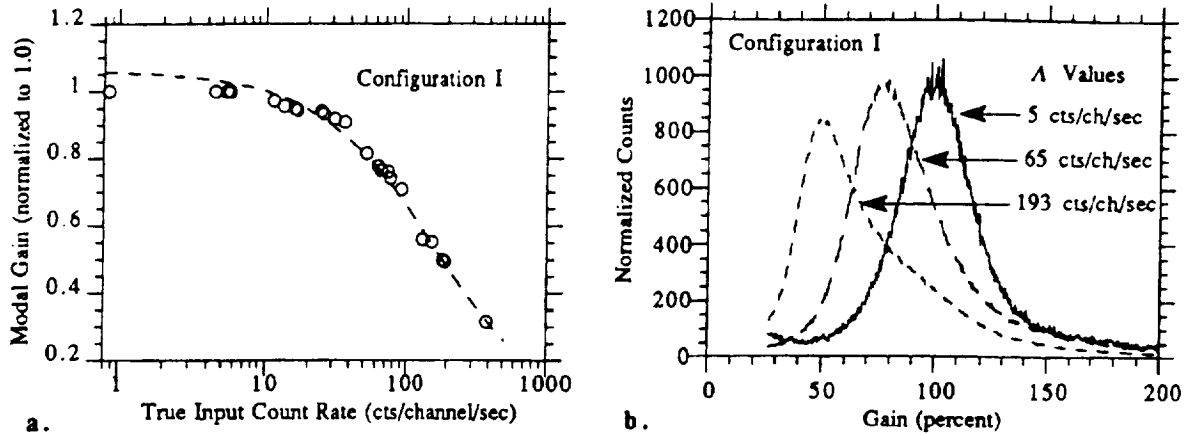 Modal Gain (normalized to 1.0)
1.2
1
0.8
0.6
0.4
0.2
Configuration I
1
10
100
1000
True Input Count Rate (cts/channel/sec)
a.
Normalized Counts
1200
1000
800
600
400
200
0
Configuration I
Λ Values
5 cts/ch/sec
65 cts/ch/sec
193 cts/ch/sec
0
50
100
150
200
Gain (percent)
b.